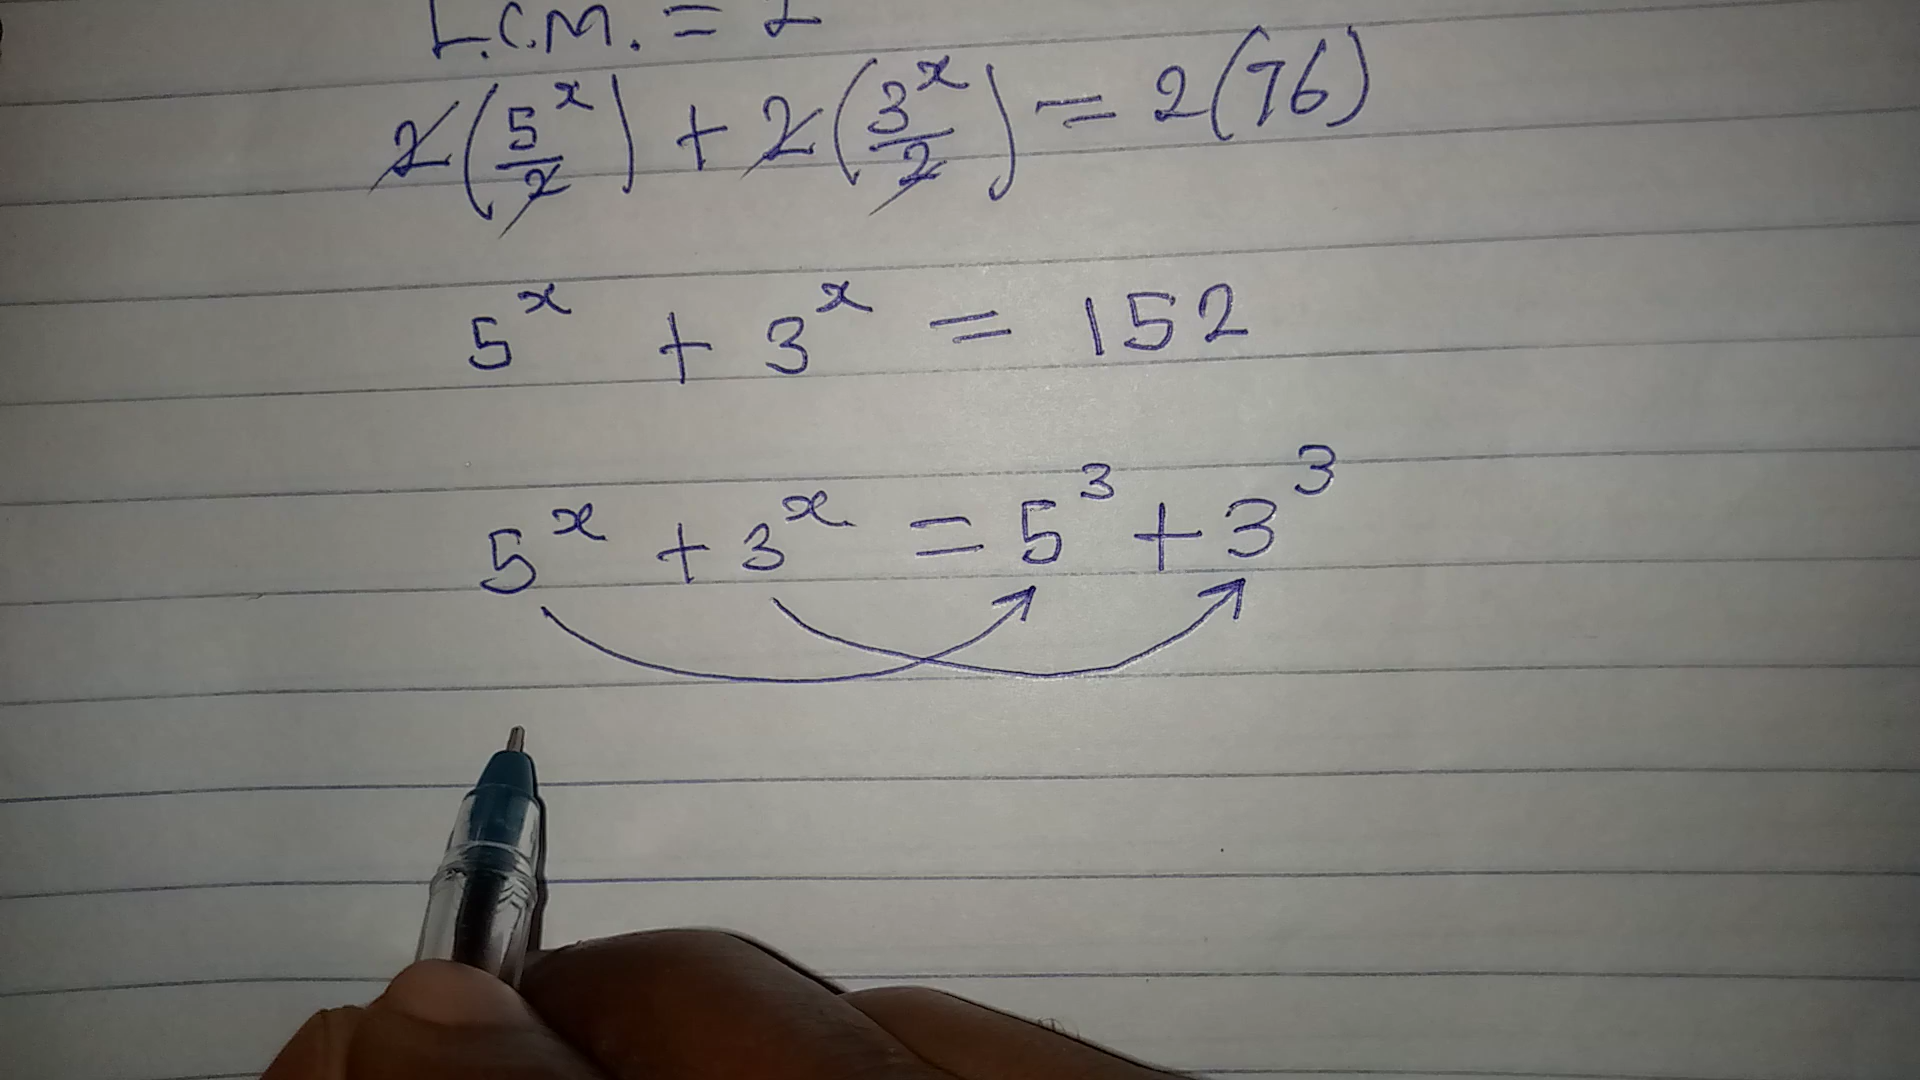 L.C.M. = 2
2(5^x/2) + 2(3^x/2) = 2(76)
5^x + 3^x = 152
5^x + 3^x = 5^3 + 3^3